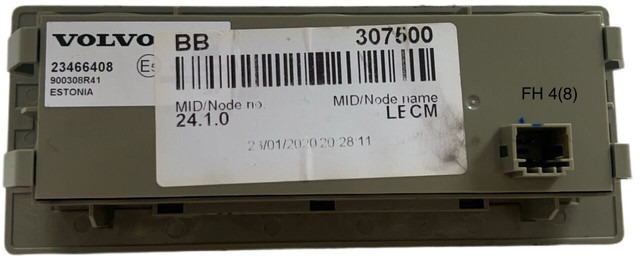 VOLVO
23466408
900308R41
ESTONIA
BB 307500
MID/Node no. MID/Node name
24.1.0 LECM
23/01/2020 20:28:11
FH 4(8)